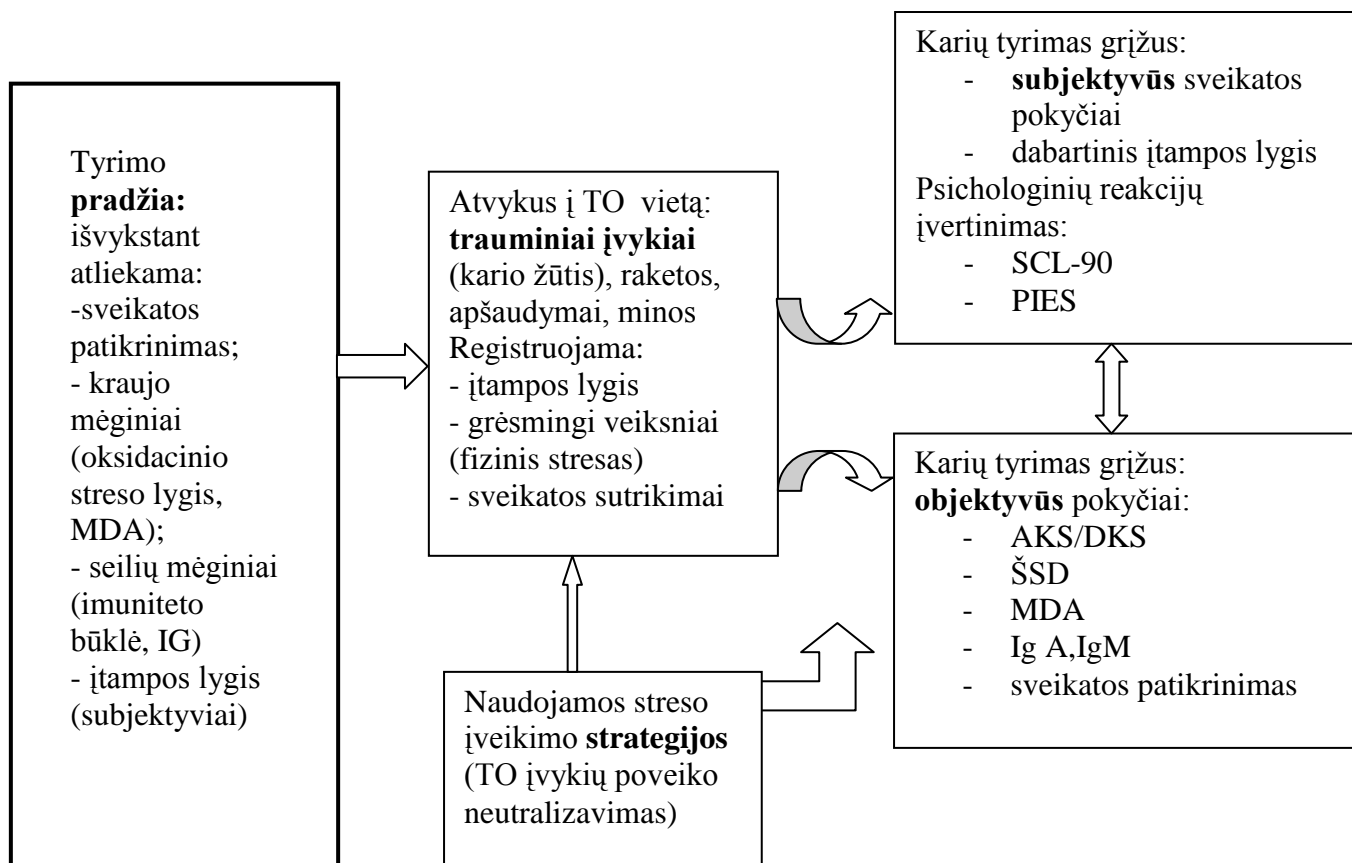 Tyrimo
pradžia:
išvykstant
atliekama:
-sveikatos
patikrinimas;
- kraujo
mėginiai
(oksidacinio
streso lygis,
MDA);
- seilių mėginiai
(imuniteto
būklė, IG)
- įtampos lygis
(subjektyviai)
Atvykus į TO vietą:
trauminiai įvykiai
(kario žūtis), raketos,
apšaudymai, minos
Registruojama:
- įtampos lygis
- grėsmingi veiksniai
(fizinis stresas)
- sveikatos sutrikimai
Naudojamos streso
įveikimo strategijos
(TO įvykių poveiko
neutralizavimas)
Karių tyrimas grįžus:
- subjektyvūs sveikatos
pokyčiai
- dabartinis įtampos lygis
Psichologinių reakcijų
įvertinimas:
- SCL-90
- PIES
Karių tyrimas grįžus:
objektyvūs pokyčiai:
- AKS/DKS
- ŠSD
- MDA
- Ig A,IgM
- sveikatos patikrinimas